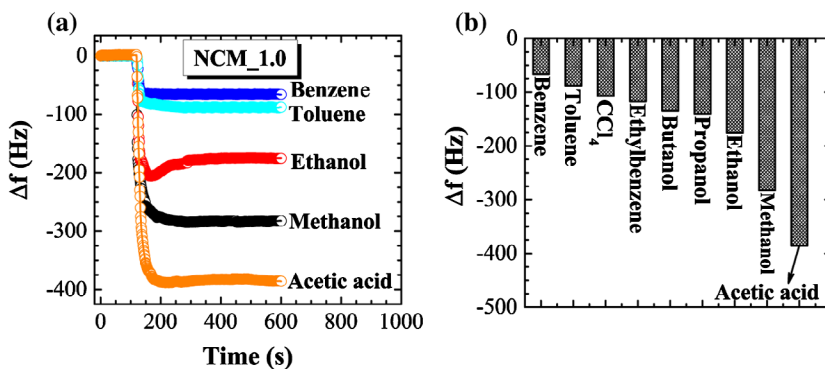 (a)
NCM_1.0
0
-100
-200
-300
-400
Δf (Hz)
Benzene
Toluene
Ethanol
Methanol
Acetic acid
0 200 400 600 800 1000
Time (s)
(b)
0
-100
-200
-300
-400
-500
Δf (Hz)
Benzene
Toluene
CCl4
Ethylbenzene
Butanol
Propanol
Ethanol
Methanol
Acetic acid